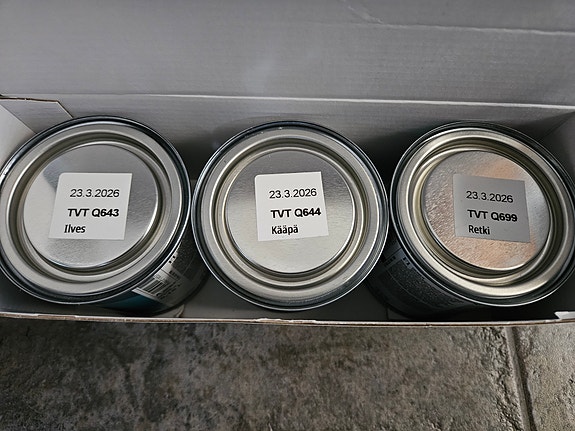 23.3.2026
TVT Q643
Ilves
23.3.2026
TVT Q644
Kääpä
23.3.2026
TVT Q699
Retki